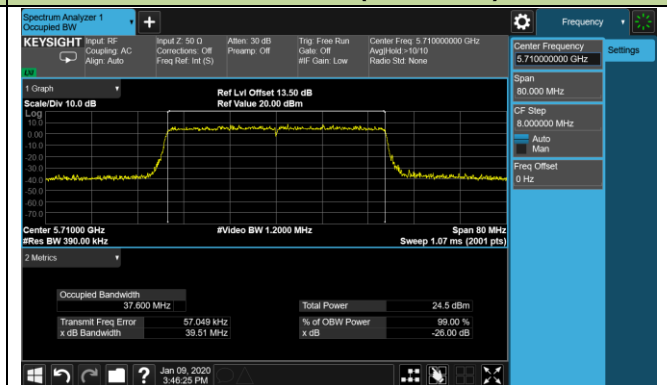 Spectrum Analyzer 1
Occupied BW
+
Frequency
KEYSIGHT
Input: RF
Coupling: AC
Align: Auto
Input Z: 50 Ω
Corrections: Off
Freq Ref: Int (S)
Atten: 30 dB
Preamp: Off
Trig: Free Run
Gate: Off
#IF Gain: Low
Center Freq: 5.710000000 GHz
Avg|Hold:>10/10
Radio Std: None
Center Frequency
5.710000000 GHz
Settings
Span
80.000 MHz
CF Step
8.000000 MHz
Auto
Man
Freq Offset
0 Hz
1 Graph
Scale/Div 10.0 dB
Ref Lvl Offset 13.50 dB
Ref Value 20.00 dBm
Log
10.0
0.00
-10.0
-20.0
-30.0
-40.0
-50.0
-60.0
-70.0
Center 5.71000 GHz
#Res BW 390.00 kHz
#Video BW 1.2000 MHz
Span 80 MHz
Sweep 1.07 ms (2001 pts)
2 Metrics
Occupied Bandwidth
37.600 MHz
Total Power 24.5 dBm
Transmit Freq Error 57.049 kHz
% of OBW Power 99.00 %
x dB Bandwidth 39.51 MHz
x dB -26.00 dB
?
Jan 09, 2020
3:46:25 PM